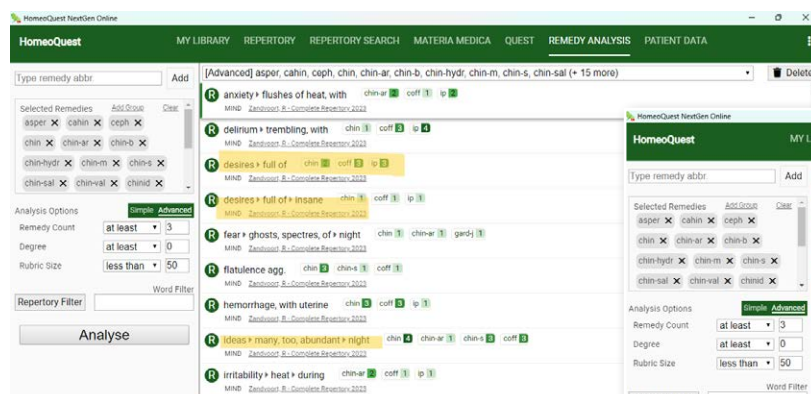 HomeoQuest NextGen Online
HomeoQuest MY LIBRARY REPERTORY REPERTORY SEARCH MATERIA MEDICA QUEST REMEDY ANALYSIS PATIENT DATA
Type remedy abbr. Add
Selected Remedies Add Group Clear
asper X cahin X ceph X
chin X chin-ar X chin-b X
chin-hydr X chin-m X chin-s X
chin-sal X chin-val X chinid X
Analysis Options Simple Advanced
Remedy Count at least 3
Degree at least 0
Rubric Size less than 50
Word Filter
Repertory Filter
Analyse
[Advanced] asper, cahin, ceph, chin, chin-ar, chin-b, chin-hydr, chin-m, chin-s, chin-sal (+ 15 more) Delete
R anxiety ▸ flushes of heat, with chin-ar 2 coff 1 ip 2
MIND Zandvoort, R - Complete Repertory 2023
R delirium ▸ trembling, with chin 1 coff 3 ip 4
MIND Zandvoort, R - Complete Repertory 2023
R desires ▸ full of chin 2 coff 3 ip 3
MIND Zandvoort, R - Complete Repertory 2023
R desires ▸ full of ▸ insane chin 1 coff 1 ip 1
MIND Zandvoort, R - Complete Repertory 2023
R fear ▸ ghosts, spectres, of ▸ night chin 1 chin-ar 1 gard-j 1
MIND Zandvoort, R - Complete Repertory 2023
R flatulence agg. chin 3 chin-s 1 coff 1
MIND Zandvoort, R - Complete Repertory 2023
R hemorrhage, with uterine chin 3 coff 3 ip 1
MIND Zandvoort, R - Complete Repertory 2023
R ideas ▸ many, too, abundant ▸ night chin 4 chin-ar 1 chin-s 3 coff 3
MIND Zandvoort, R - Complete Repertory 2023
R irritability ▸ heat ▸ during chin-ar 2 coff 1 ip 1
MIND Zandvoort, R - Complete Repertory 2023
HomeoQuest NextGen Online
HomeoQuest MY L
Type remedy abbr. Add
Selected Remedies Add Group Clear
asper X cahin X ceph X
chin X chin-ar X chin-b X
chin-hydr X chin-m X chin-s X
chin-sal X chin-val X chinid X
Analysis Options Simple Advanced
Remedy Count at least 3
Degree at least 0
Rubric Size less than 50
Word Filter